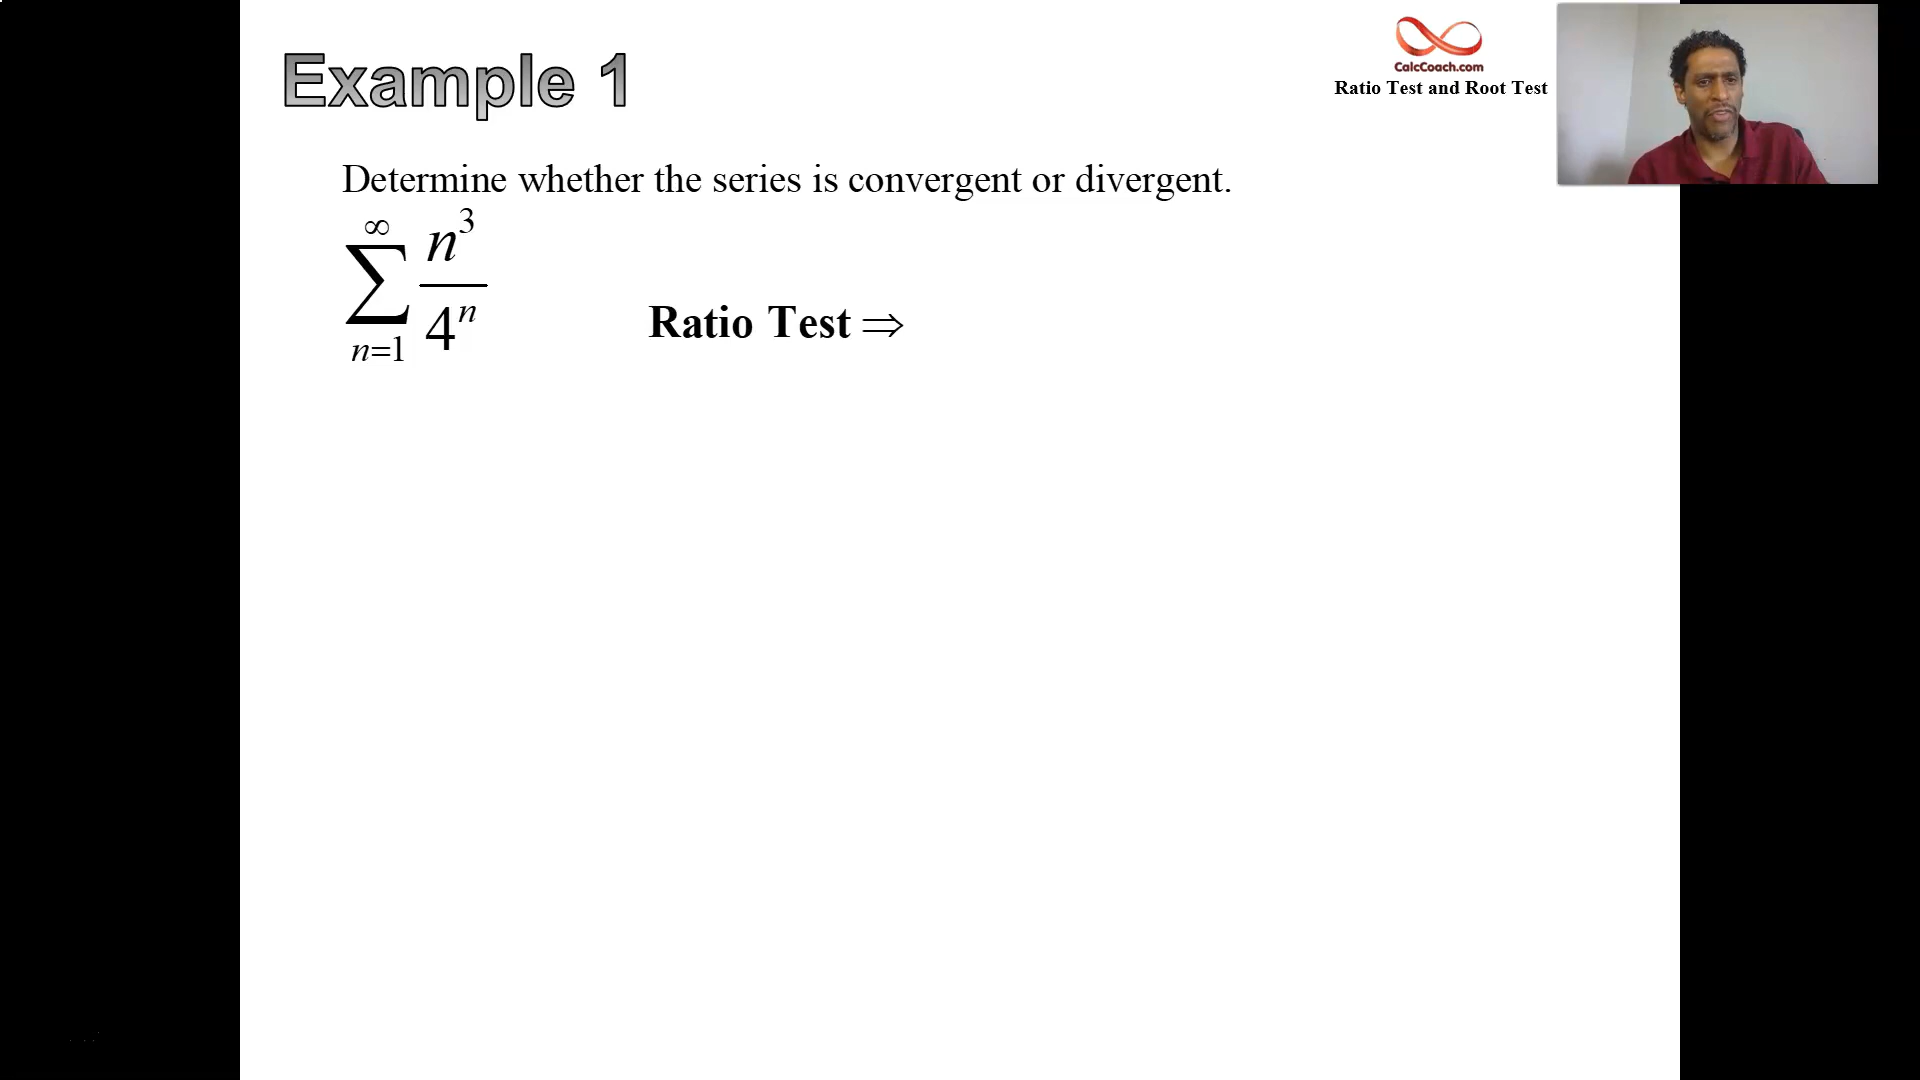 Example 1
CalcCoach.com
Ratio Test and Root Test
Determine whether the series is convergent or divergent.
∞
∑ n³/4ⁿ
n=1
Ratio Test ⇒